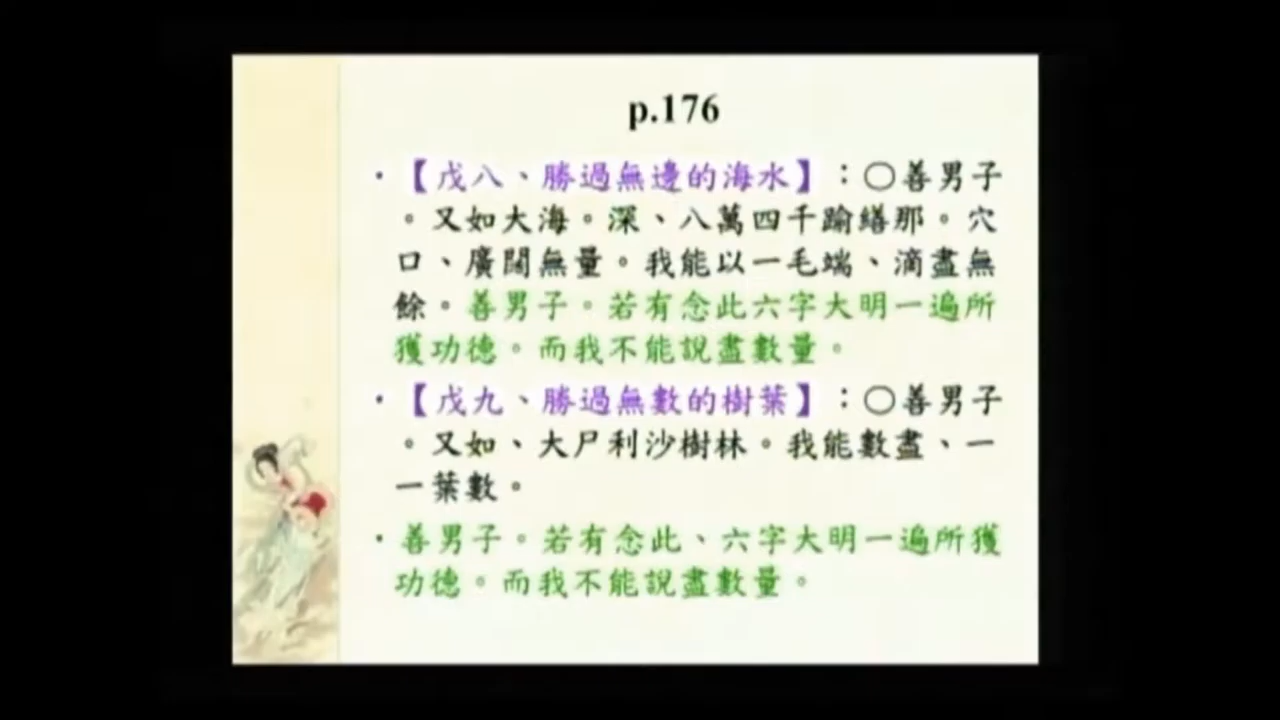 p.176
•【戊八、勝過無邊的海水】：○善男子
。又如大海。深、八萬四千踰繕那。穴
口、廣闊無量。我能以一毛端、滴盡無
餘。善男子。若有念此六字大明一遍所
獲功德。而我不能說盡數量。
•【戊九、勝過無數的樹葉】：○善男子
。又如、大尸利沙樹林。我能數盡、一
一葉數。
•善男子。若有念此、六字大明一遍所獲
功德。而我不能說盡數量。